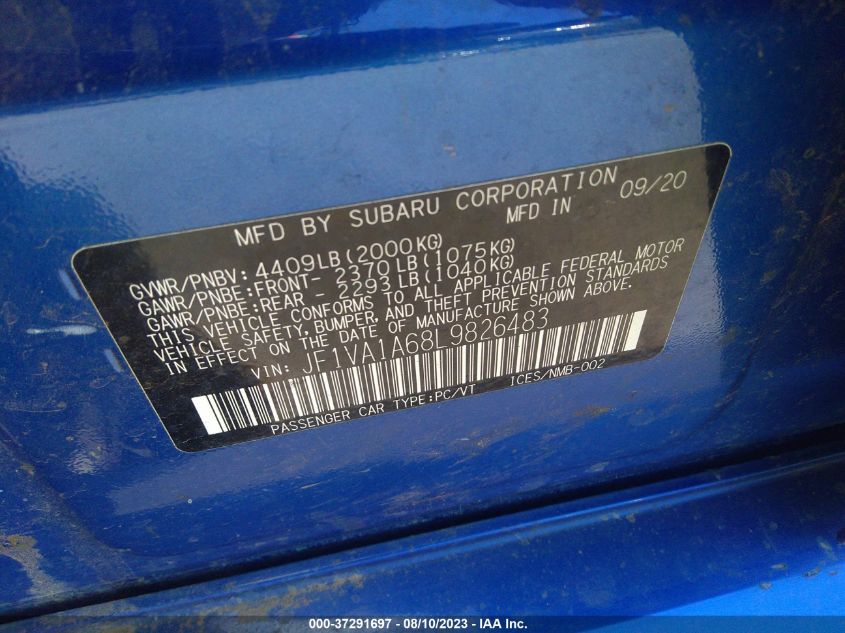 MFD BY SUBARU CORPORATION
MFD IN 09/20
GVWR/PNBV: 4409LB(2000KG)
GAWR/PNBE:FRONT- 2370LB(1075KG)
GAWR/PNBE:REAR - 2293LB(1040KG)
THIS VEHICLE CONFORMS TO ALL APPLICABLE FEDERAL MOTOR
VEHICLE SAFETY, BUMPER, AND THEFT PREVENTION STANDARDS
IN EFFECT ON THE DATE OF MANUFACTURE SHOWN ABOVE.
VIN: JF1VA1A68L9826483
PASSENGER CAR TYPE:PC/VT ICES/NMB-002
000-37291697 - 08/10/2023 - IAA Inc.